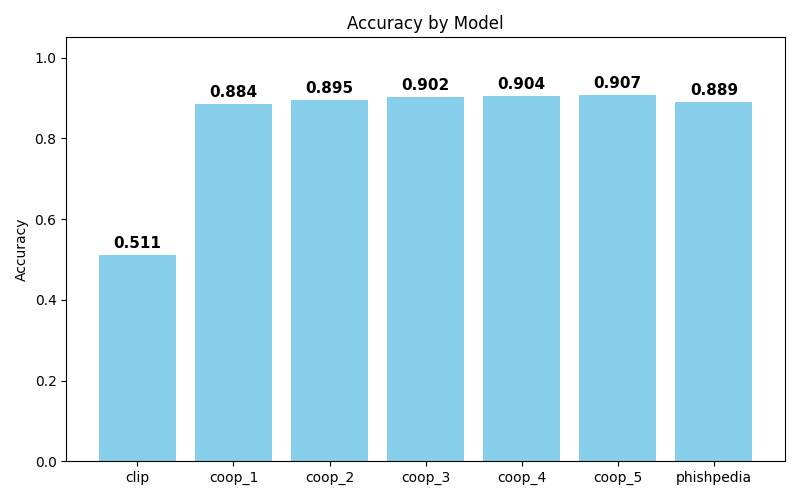 Accuracy by Model
Accuracy
1.0
0.8
0.6
0.4
0.2
0.0
0.511
0.884
0.895
0.902
0.904
0.907
0.889
clip
coop_1
coop_2
coop_3
coop_4
coop_5
phishpedia